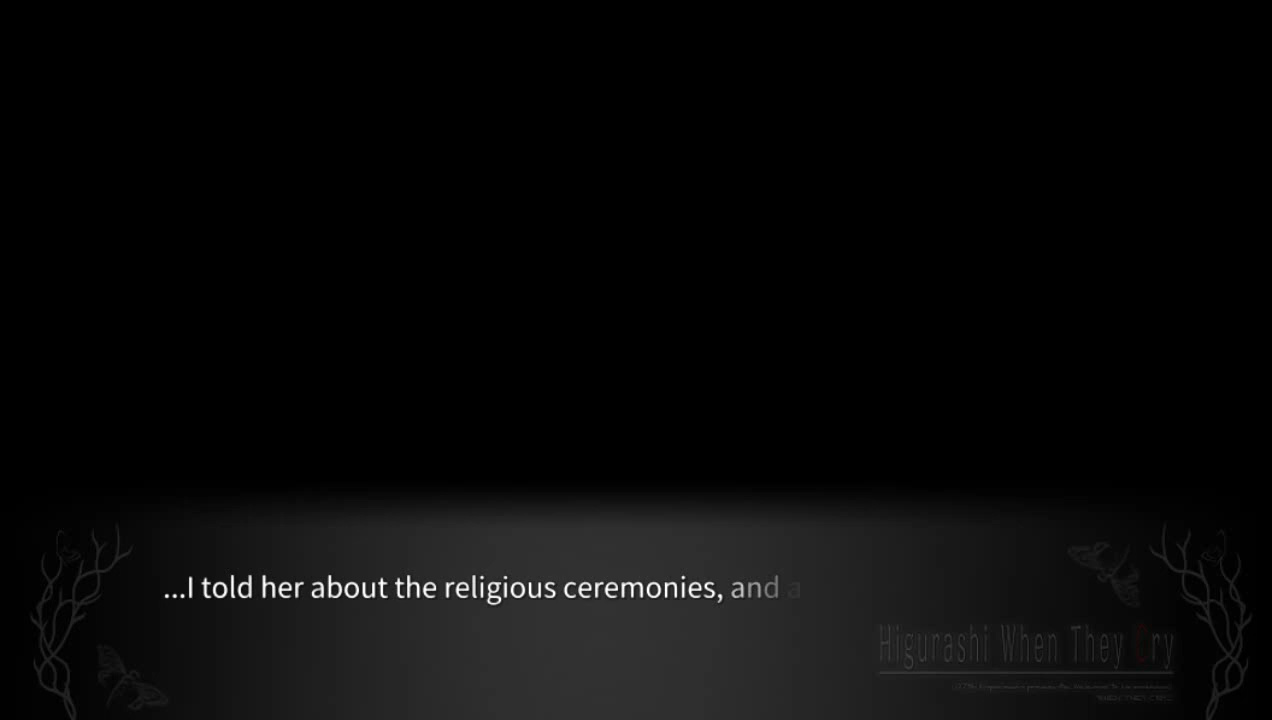 ...I told her about the religious ceremonies, and a
Higurashi When They Cry